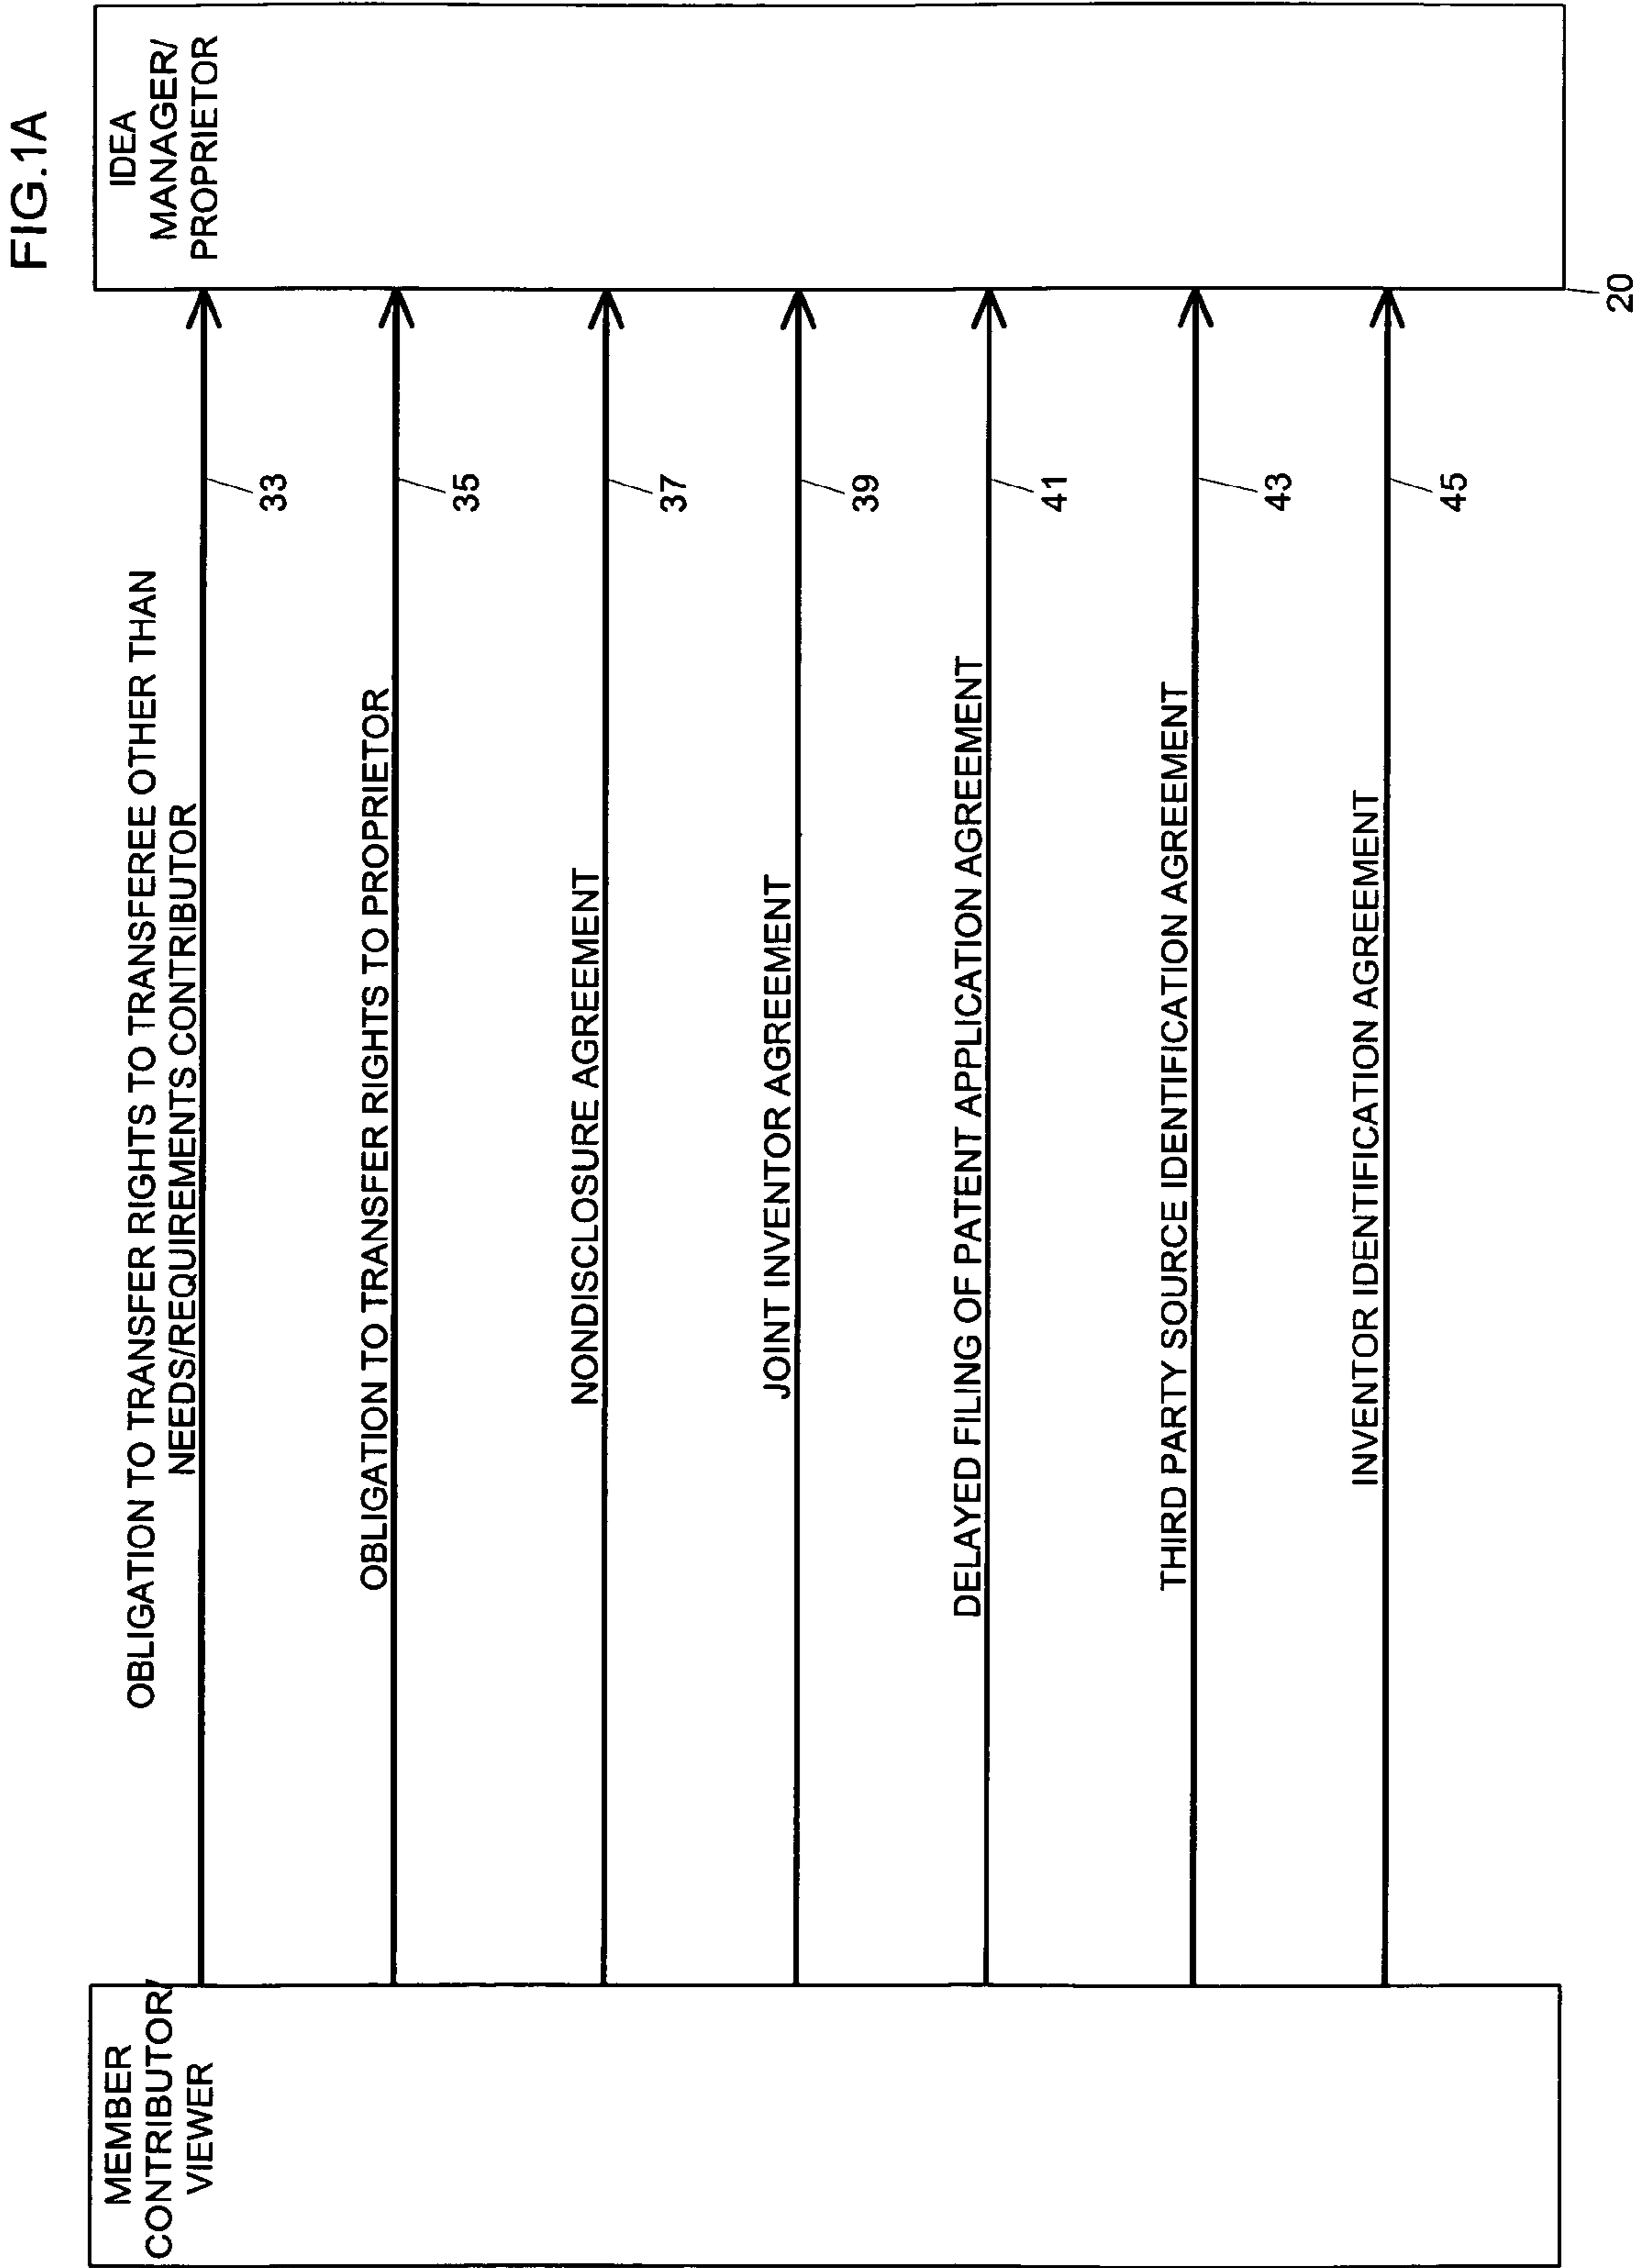 FIG.1A
MEMBER
CONTRIBUTOR/
VIEWER
IDEA
MANAGER/
PROPRIETOR
OBLIGATION TO TRANSFER RIGHTS TO TRANSFEREE OTHER THAN
NEEDS/REQUIREMENTS CONTRIBUTOR
33
OBLIGATION TO TRANSFER RIGHTS TO PROPRIETOR
35
NONDISCLOSURE AGREEMENT
37
JOINT INVENTOR AGREEMENT
39
DELAYED FILING OF PATENT APPLICATION AGREEMENT
41
THIRD PARTY SOURCE IDENTIFICATION AGREEMENT
43
INVENTOR IDENTIFICATION AGREEMENT
45
20